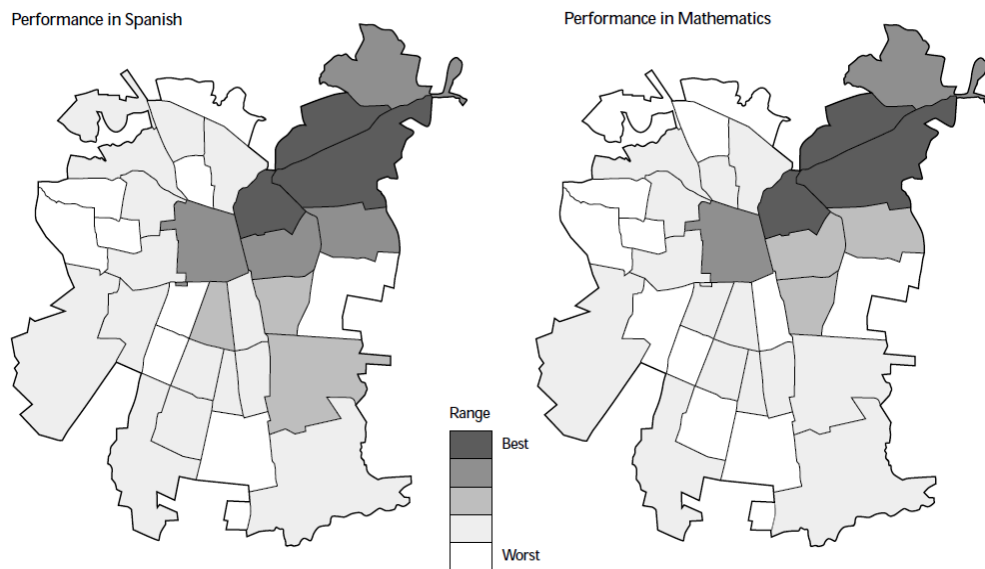 Performance in Spanish
Performance in Mathematics
Range
Best
Worst